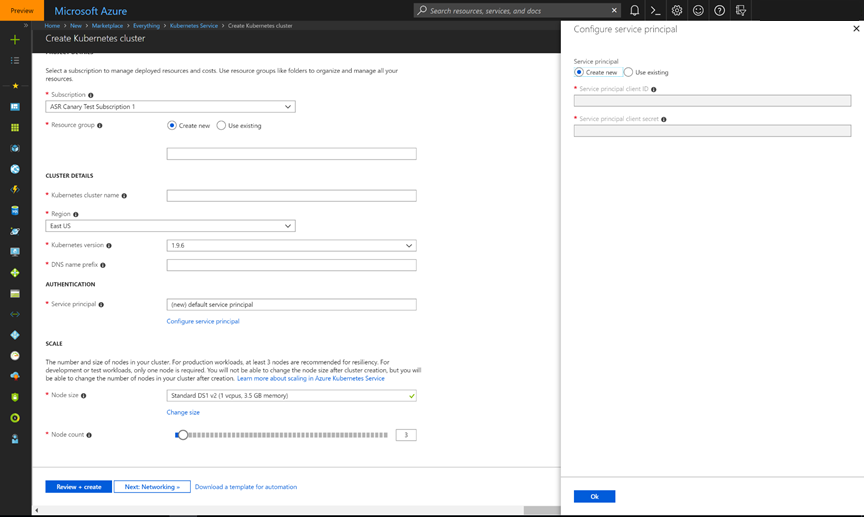 Preview
Microsoft Azure
Search resources, services, and docs
Home > New > Marketplace > Everything > Kubernetes Service > Create Kubernetes cluster
Create Kubernetes cluster
PROJECT DETAILS
Select a subscription to manage deployed resources and costs. Use resource groups like folders to organize and manage all your
resources.
* Subscription
ASR Canary Test Subscription 1
* Resource group
Create new
Use existing
CLUSTER DETAILS
* Kubernetes cluster name
* Region
East US
* Kubernetes version
1.9.6
* DNS name prefix
AUTHENTICATION
* Service principal
(new) default service principal
Configure service principal
SCALE
The number and size of nodes in your cluster. For production workloads, at least 3 nodes are recommended for resiliency. For
development or test workloads, only one node is required. You will not be able to change the node size after cluster creation, but you will
be able to change the number of nodes in your cluster after creation. Learn more about scaling in Azure Kubernetes Service
* Node size
Standard DS1 v2 (1 vcpus, 3.5 GB memory)
Change size
* Node count
3
Review + create
Next: Networking »
Download a template for automation
Configure service principal
Service principal
Create new
Use existing
* Service principal client ID
* Service principal client secret
Ok